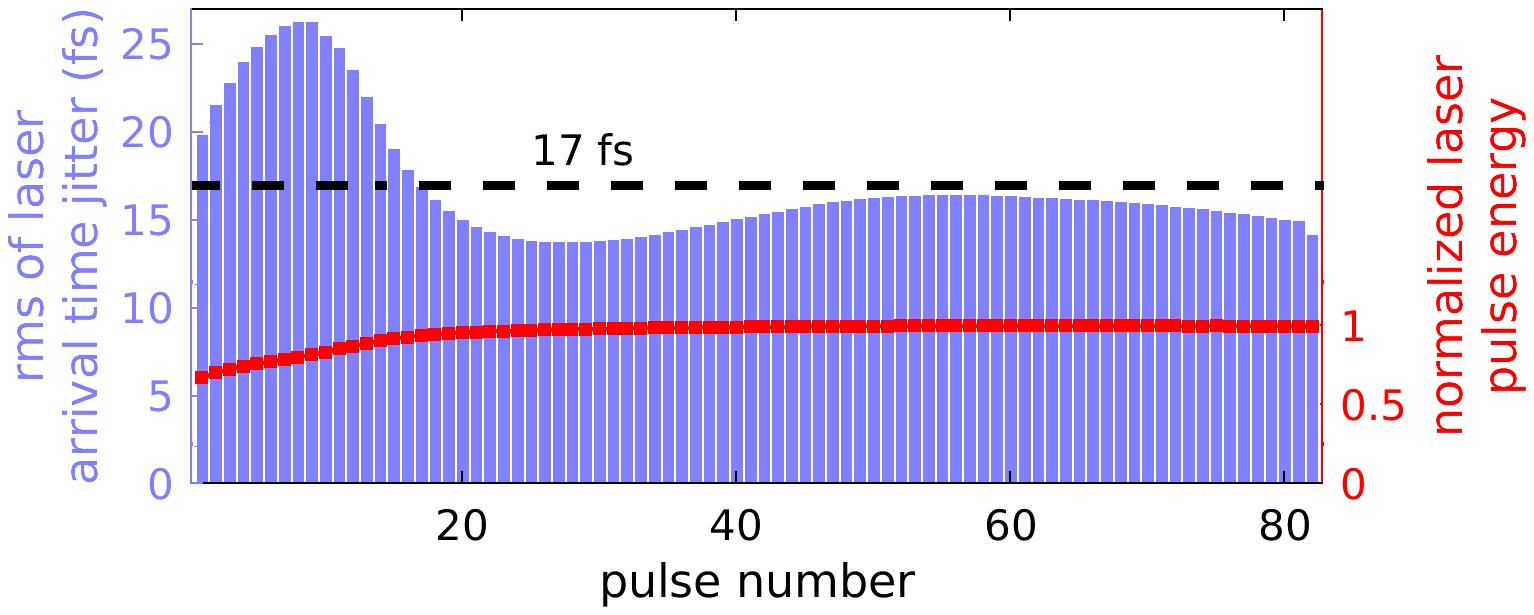 rms of laser
arrival time jitter (fs)
25
20
15
10
5
0
17 fs
1
0.5
0
normalized laser
pulse energy
20
40
60
80
pulse number